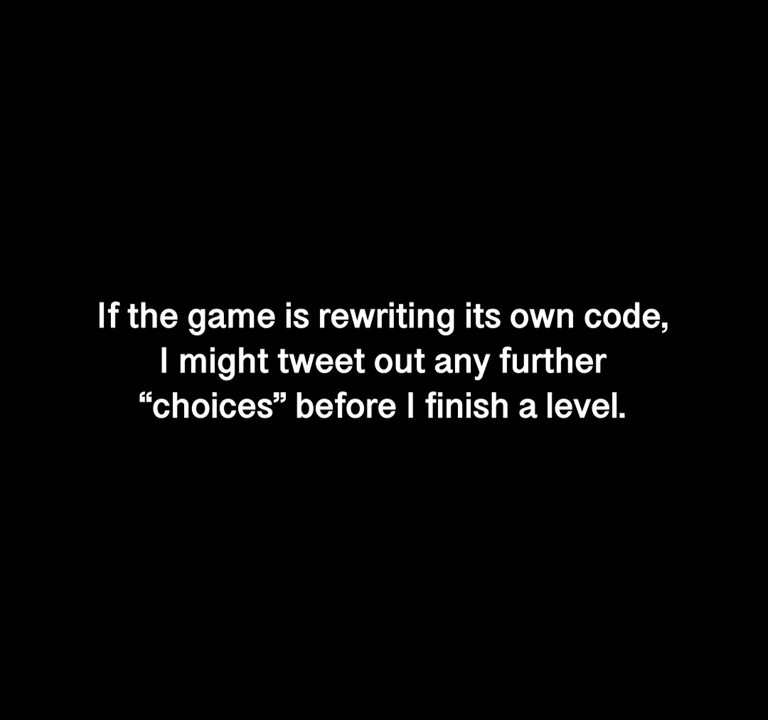 If the game is rewriting its own code,
I might tweet out any further
“choices” before I finish a level.